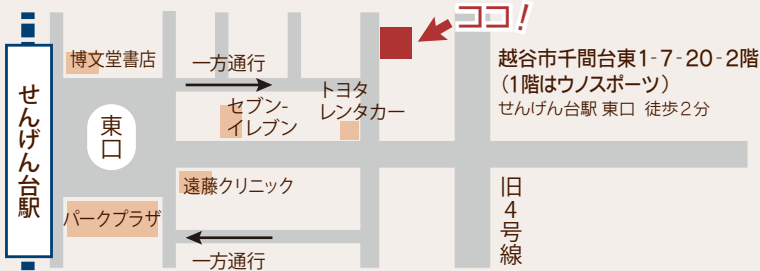 ココ！
博文堂書店
一方通行
越谷市千間台東1-7-20-2階
（1階はウノスポーツ）
せんげん台駅 東口 徒歩2分
トヨタ
レンタカー
セブン-
イレブン
せんげん台駅
東口
遠藤クリニック
パークプラザ
旧4号線
一方通行